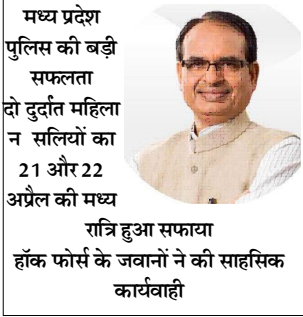 मध्य प्रदेश
पुलिस की बड़ी
सफलता
दो दुर्दात महिला
न सलियों का
21 और 22
अप्रैल की मध्य
रात्रि हुआ सफाया
हॉक फोर्स के जवानों ने की साहसिक
कार्यवाही